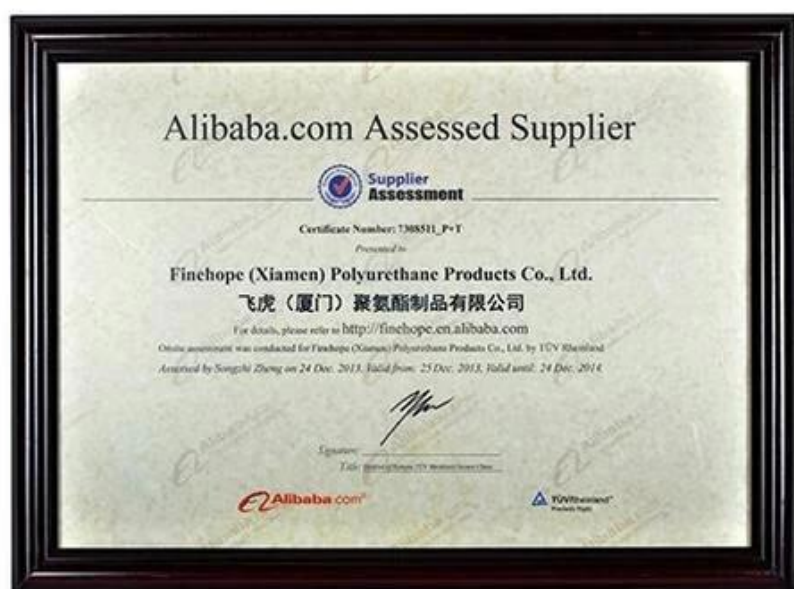 Alibaba.com Assessed Supplier
Supplier
Assessment
Certificate Number: 7308511_P+T
Presented to
Finehope (Xiamen) Polyurethane Products Co., Ltd.
飞虎（厦门）聚氨酯制品有限公司
For details, please refer to http://finehope.en.alibaba.com
Onsite assessment was conducted for Finehope (Xiamen) Polyurethane Products Co., Ltd. by TÜV Rheinland
Assessed by Songzhi Zheng on 24 Dec. 2013, Valid from: 25 Dec. 2013, Valid until: 24 Dec. 2014.
Signature:
Title:
Alibaba.com®
TÜVRheinland®
Precisely Right.